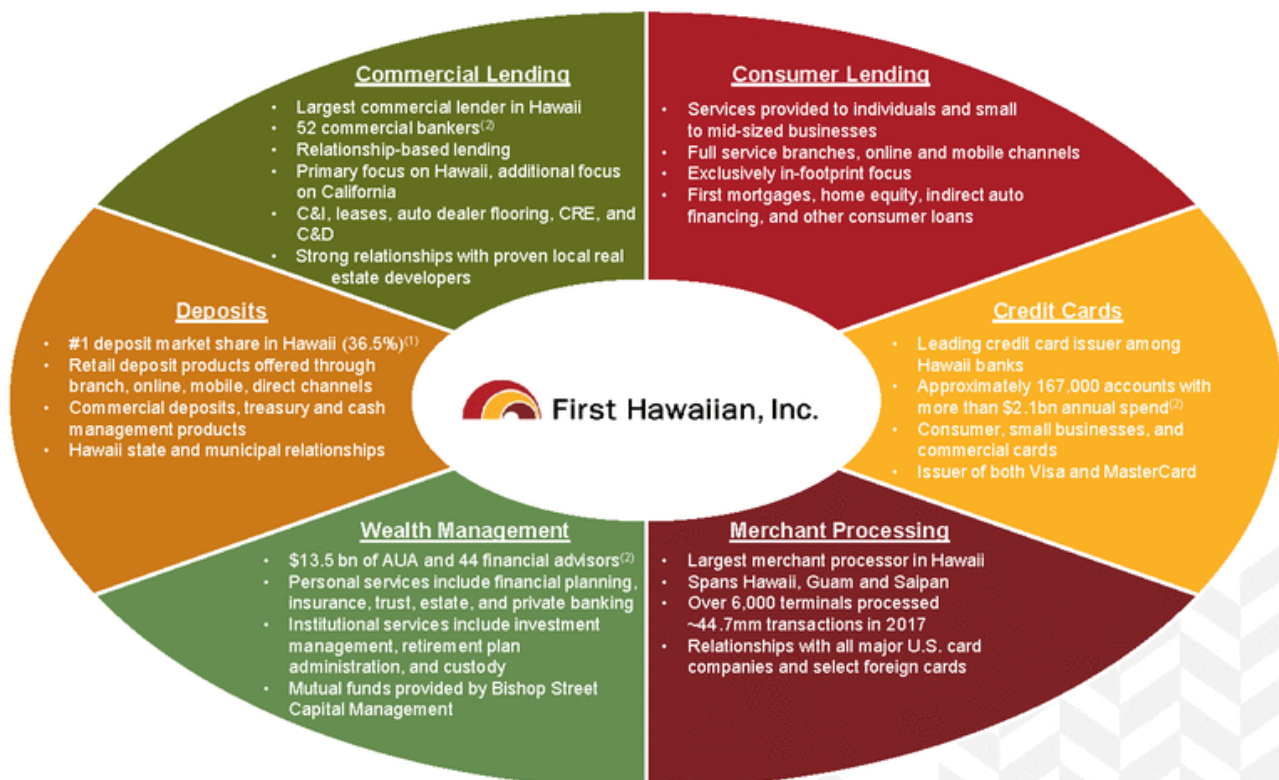 Commercial Lending
• Largest commercial lender in Hawaii
• 52 commercial bankers(2)
• Relationship-based lending
• Primary focus on Hawaii, additional focus
on California
• C&I, leases, auto dealer flooring, CRE, and
C&D
• Strong relationships with proven local real
estate developers
Consumer Lending
• Services provided to individuals and small
to mid-sized businesses
• Full service branches, online and mobile channels
• Exclusively in-footprint focus
• First mortgages, home equity, indirect auto
financing, and other consumer loans
Deposits
• #1 deposit market share in Hawaii (36.5%)(1)
• Retail deposit products offered through
branch, online, mobile, direct channels
• Commercial deposits, treasury and cash
management products
• Hawaii state and municipal relationships
First Hawaiian, Inc.
Credit Cards
• Leading credit card issuer among
Hawaii banks
• Approximately 167,000 accounts with
more than $2.1bn annual spend(2)
• Consumer, small businesses, and
commercial cards
• Issuer of both Visa and MasterCard
Wealth Management
• $13.5 bn of AUA and 44 financial advisors(2)
• Personal services include financial planning,
insurance, trust, estate, and private banking
• Institutional services include investment
management, retirement plan
administration, and custody
• Mutual funds provided by Bishop Street
Capital Management
Merchant Processing
• Largest merchant processor in Hawaii
• Spans Hawaii, Guam and Saipan
• Over 6,000 terminals processed
~44.7mm transactions in 2017
• Relationships with all major U.S. card
companies and select foreign cards